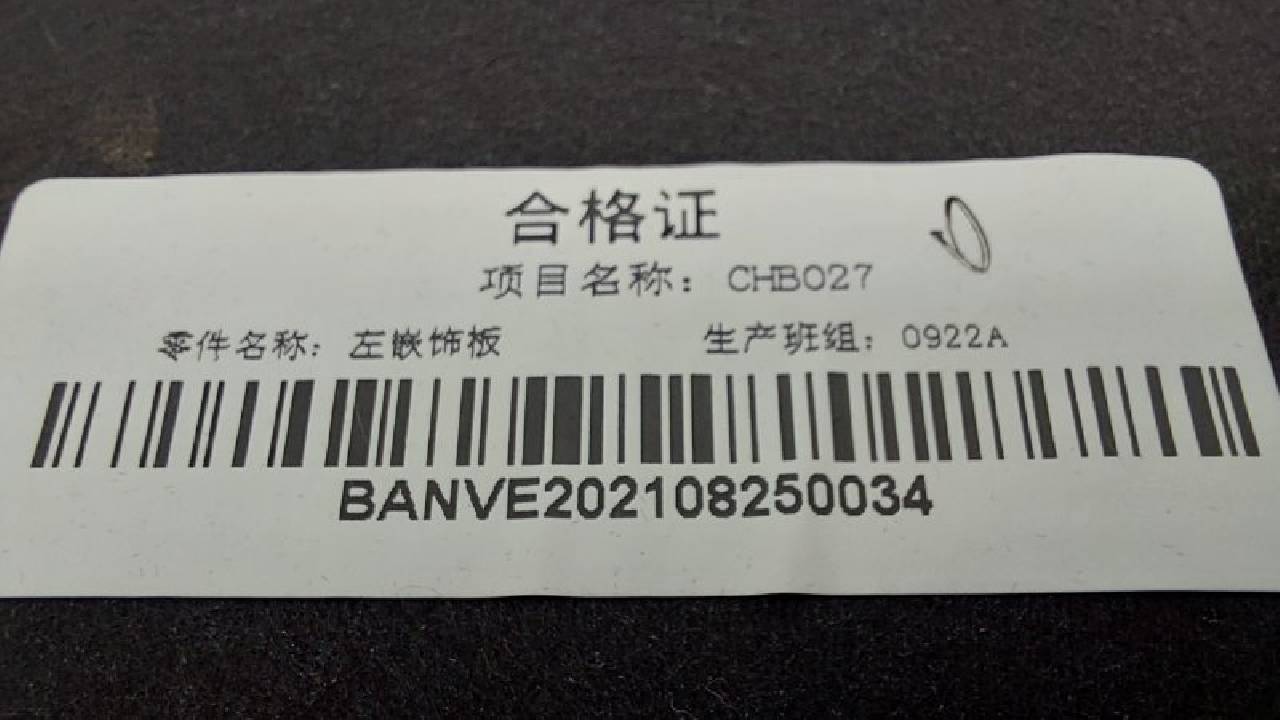 合格证
项目名称：CHB027
零件名称：左嵌饰板 生产班组：0922A
BANVE202108250034